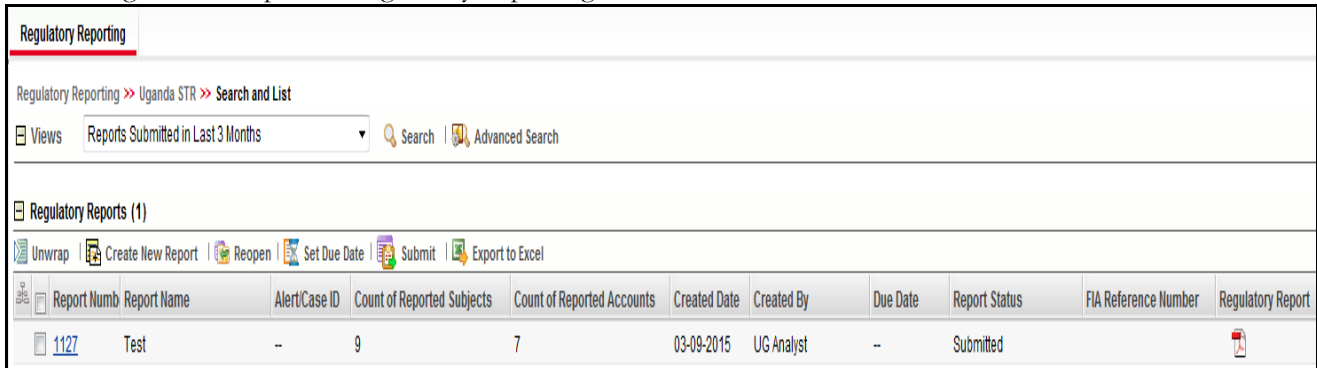 Regulatory Reporting
Regulatory Reporting >> Uganda STR >> Search and List
Views Reports Submitted in Last 3 Months Search | Advanced Search
Regulatory Reports (1)
Unwrap | Create New Report | Reopen | Set Due Date | Submit | Export to Excel
Report Numb Report Name Alert/Case ID Count of Reported Subjects Count of Reported Accounts Created Date Created By Due Date Report Status FIA Reference Number Regulatory Report
1127 Test -- 9 7 03-09-2015 UG Analyst -- Submitted